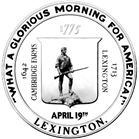 "WHAT A GLORIOUS MORNING FOR AMERICA!"
1775
CAMBRIDGE FARMS
1642
LEXINGTON
1713
APRIL 19TH
LEXINGTON.